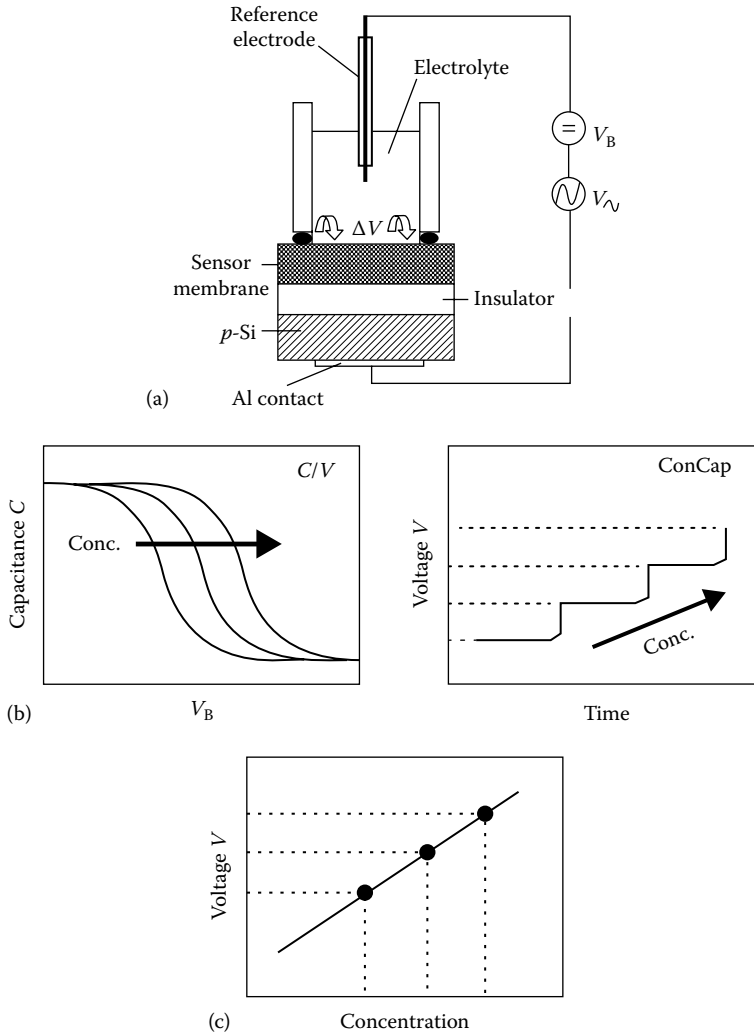 Reference
electrode
Electrolyte
=
V_B
V_∿
ΔV
Sensor
membrane
Insulator
p-Si
Al contact
(a)
C/V
Conc.
Capacitance C
V_B
(b)
ConCap
Conc.
Voltage V
Time
Voltage V
Concentration
(c)